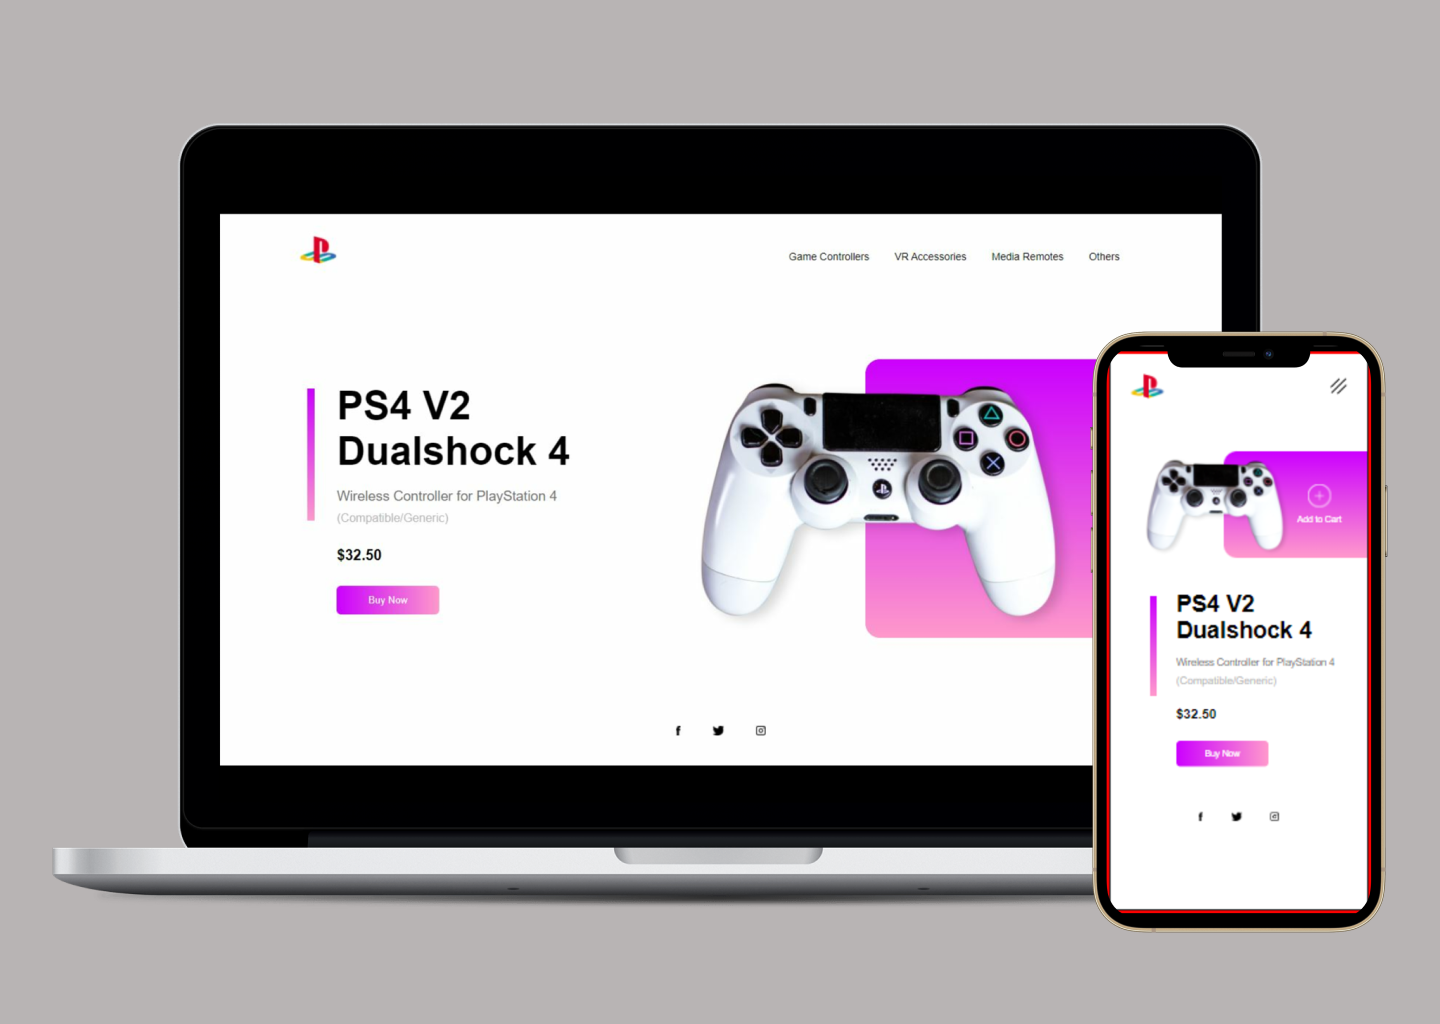 Game Controllers VR Accessories Media Remotes Others
PS4 V2
Dualshock 4
Wireless Controller for PlayStation 4
(Compatible/Generic)
$32.50
Buy Now
Add to Cart
PS4 V2
Dualshock 4
Wireless Controller for PlayStation 4
(Compatible/Generic)
$32.50
Buy Now